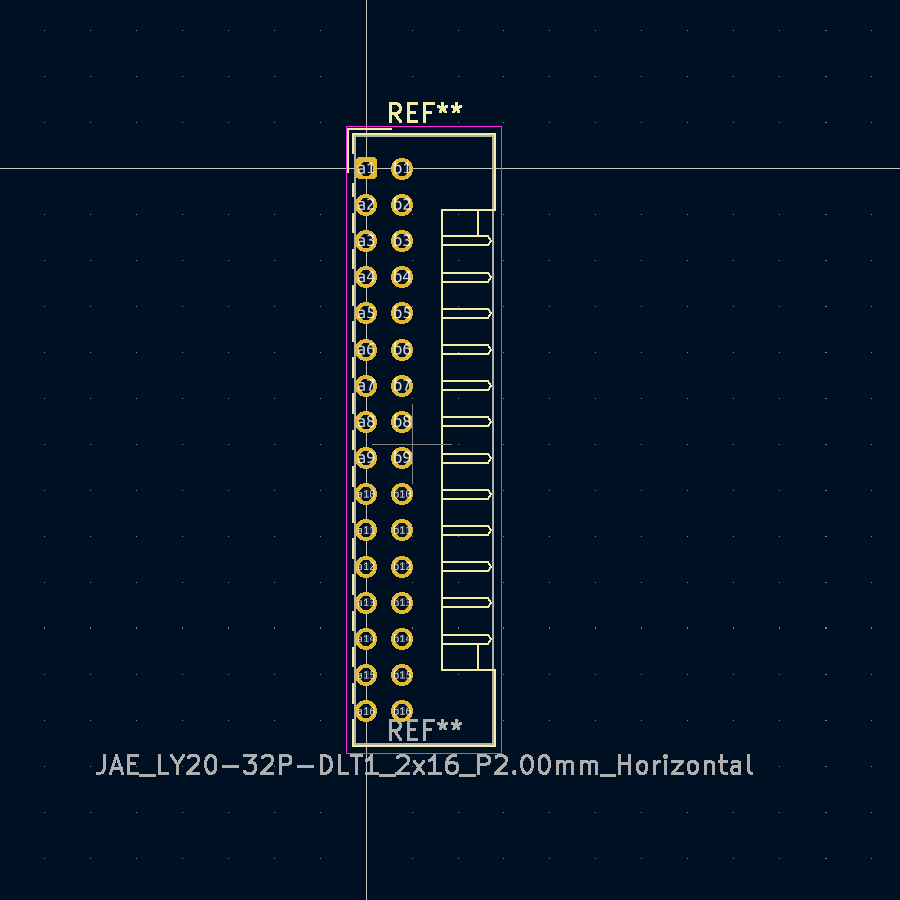 REF**
a1 b1
a2 b2
a3 b3
a4 b4
a5 b5
a6 b6
a7 b7
a8 b8
a9 b9
a10 b10
a11 b11
a12 b12
a13 b13
a14 b14
a15 b15
a16 b16
REF**
JAE_LY20-32P-DLT1_2x16_P2.00mm_Horizontal